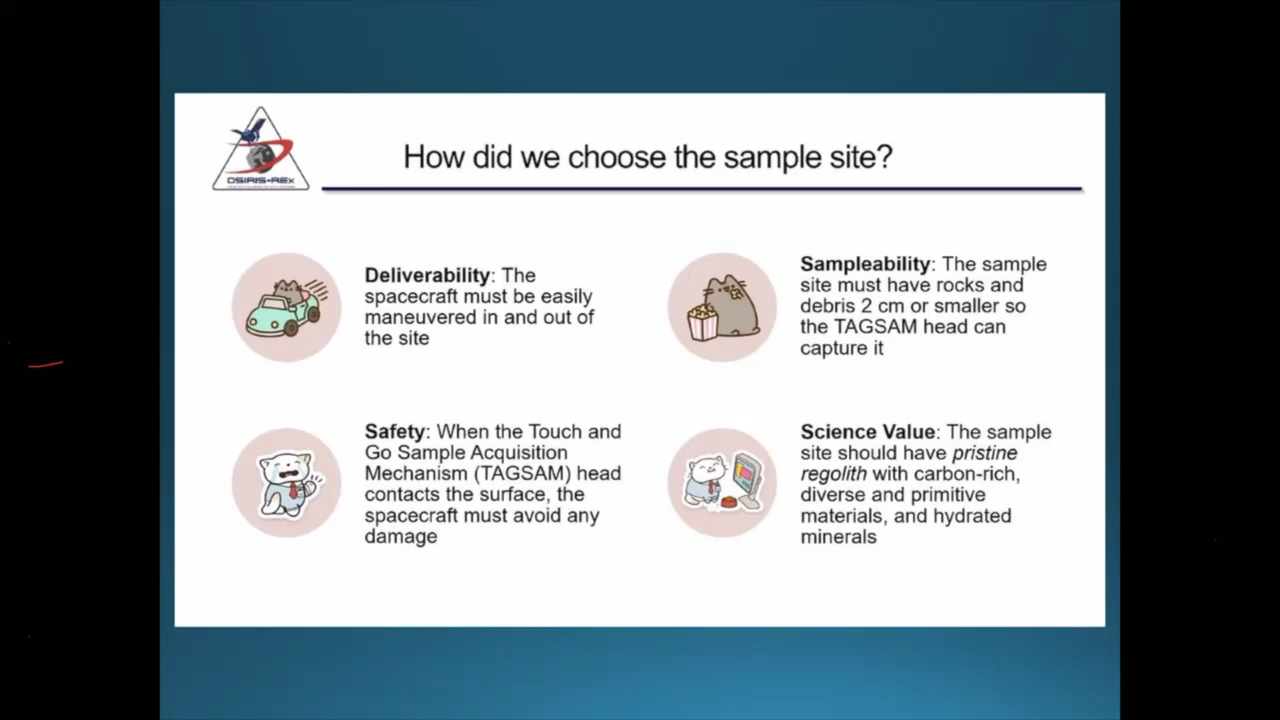 OSIRIS-REx
How did we choose the sample site?
Deliverability: The
spacecraft must be easily
maneuvered in and out of
the site
Sampleability: The sample
site must have rocks and
debris 2 cm or smaller so
the TAGSAM head can
capture it
Safety: When the Touch and
Go Sample Acquisition
Mechanism (TAGSAM) head
contacts the surface, the
spacecraft must avoid any
damage
Science Value: The sample
site should have pristine
regolith with carbon-rich,
diverse and primitive
materials, and hydrated
minerals